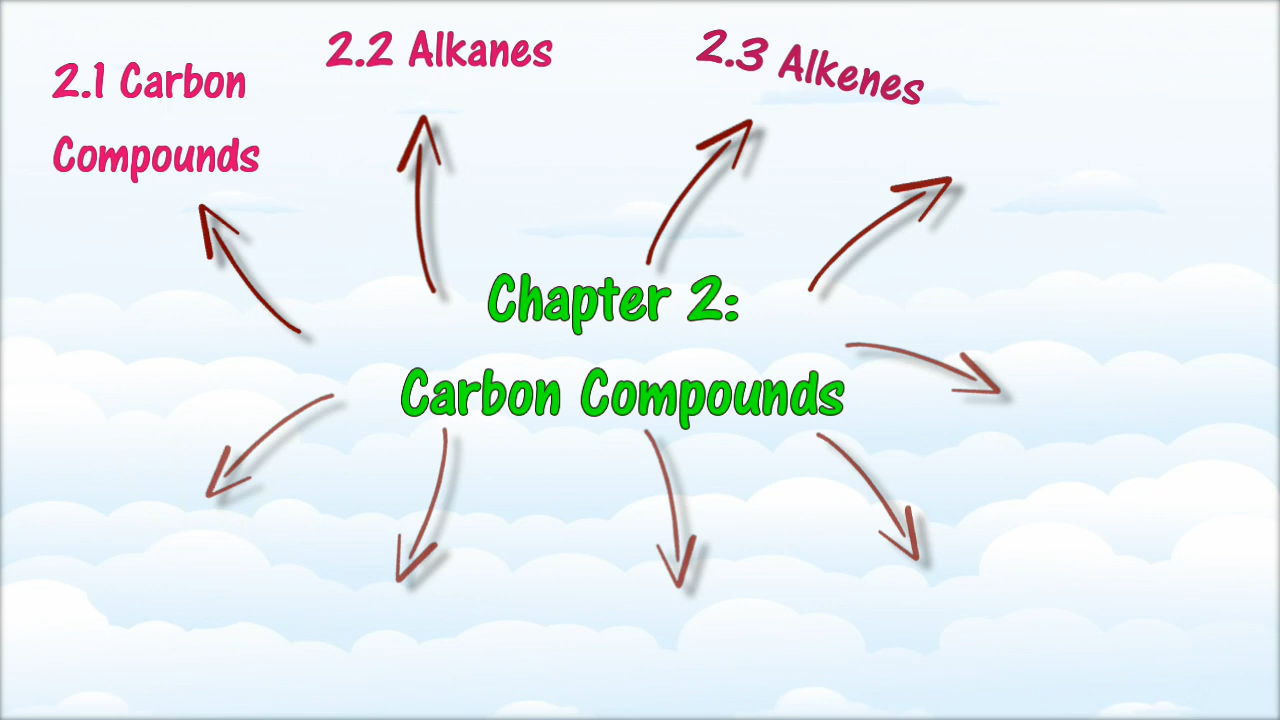 2.1 Carbon
Compounds
2.2 Alkanes
2.3 Alkenes
Chapter 2:
Carbon Compounds